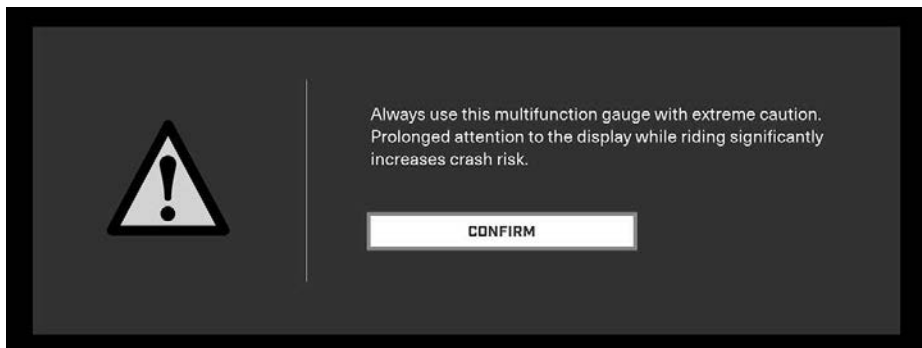 Always use this multifunction gauge with extreme caution.
Prolonged attention to the display while riding significantly
increases crash risk.
CONFIRM